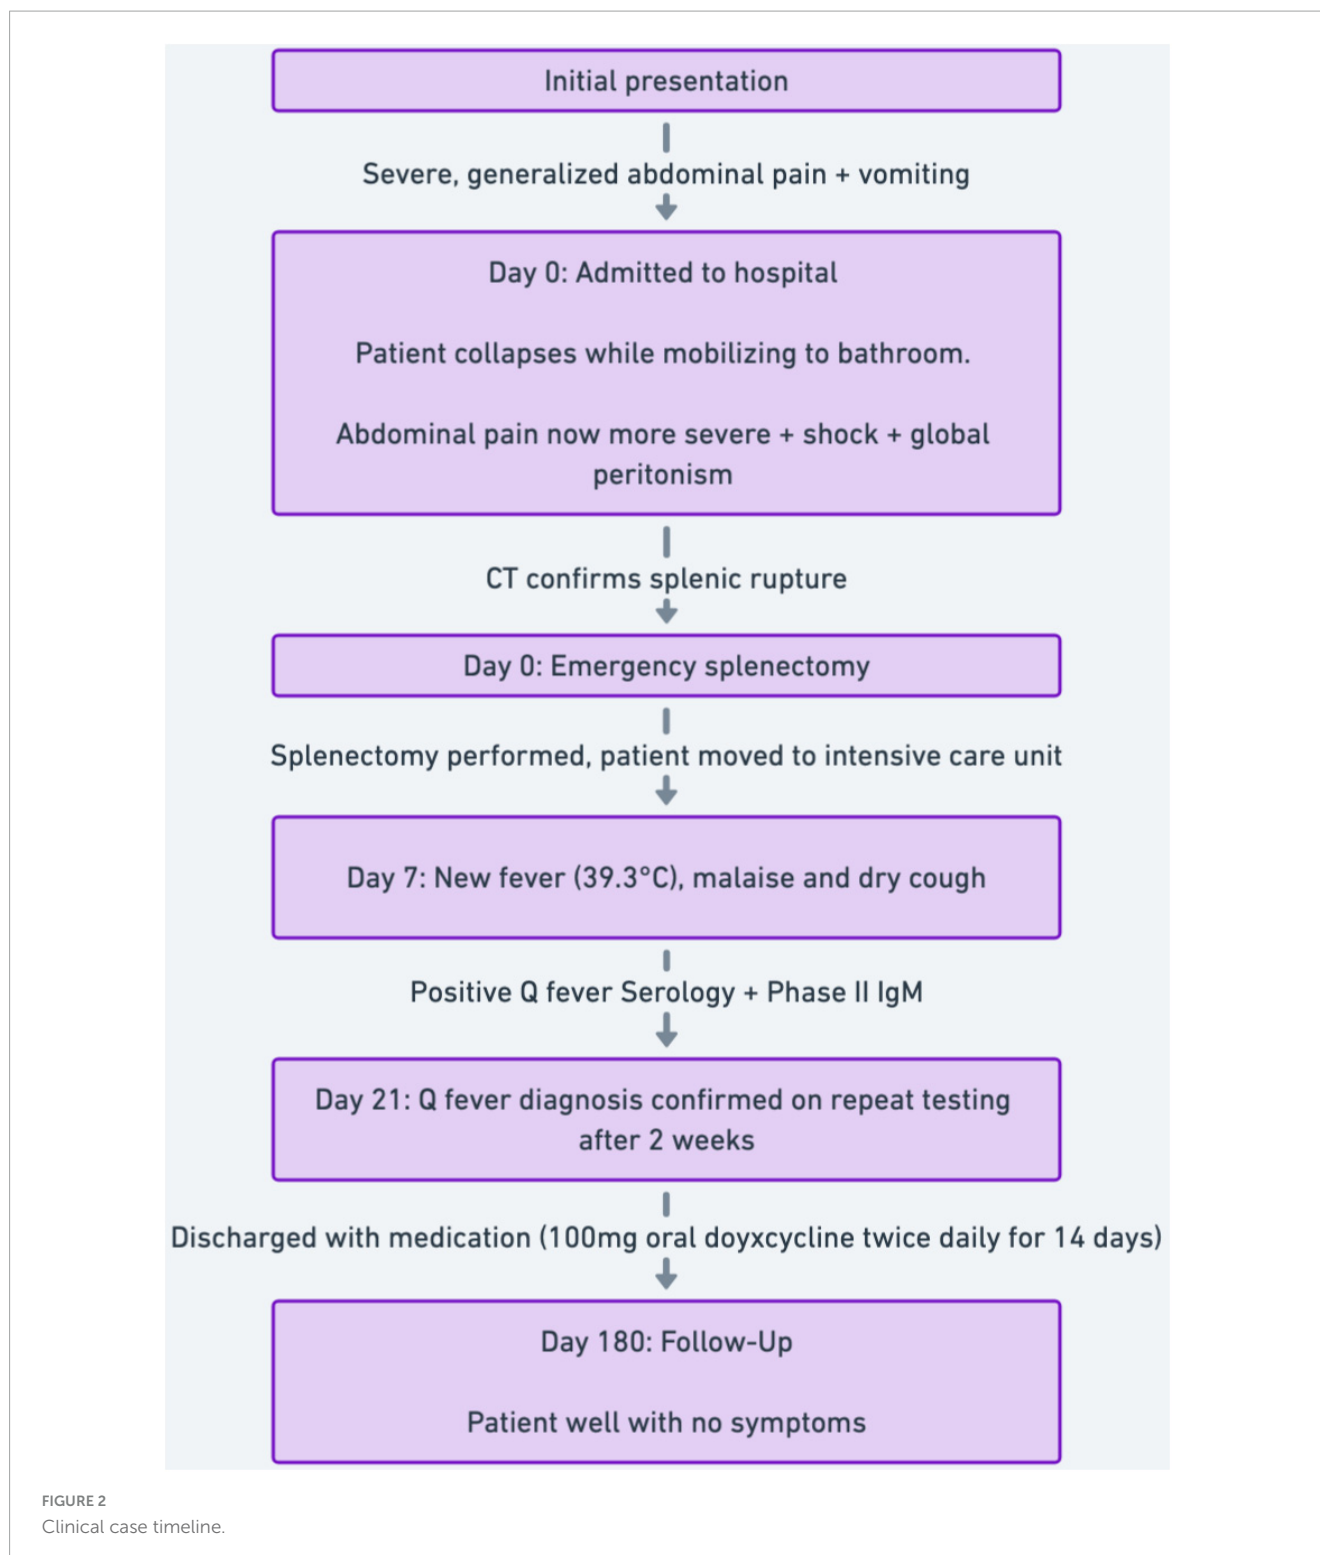 Initial presentation
Severe, generalized abdominal pain + vomiting
Day 0: Admitted to hospital
Patient collapses while mobilizing to bathroom.
Abdominal pain now more severe + shock + global
peritonism
CT confirms splenic rupture
Day 0: Emergency splenectomy
Splenectomy performed, patient moved to intensive care unit
Day 7: New fever (39.3°C), malaise and dry cough
Positive Q fever Serology + Phase II IgM
Day 21: Q fever diagnosis confirmed on repeat testing
after 2 weeks
Discharged with medication (100mg oral doyxcycline twice daily for 14 days)
Day 180: Follow-Up
Patient well with no symptoms
FIGURE 2
Clinical case timeline.